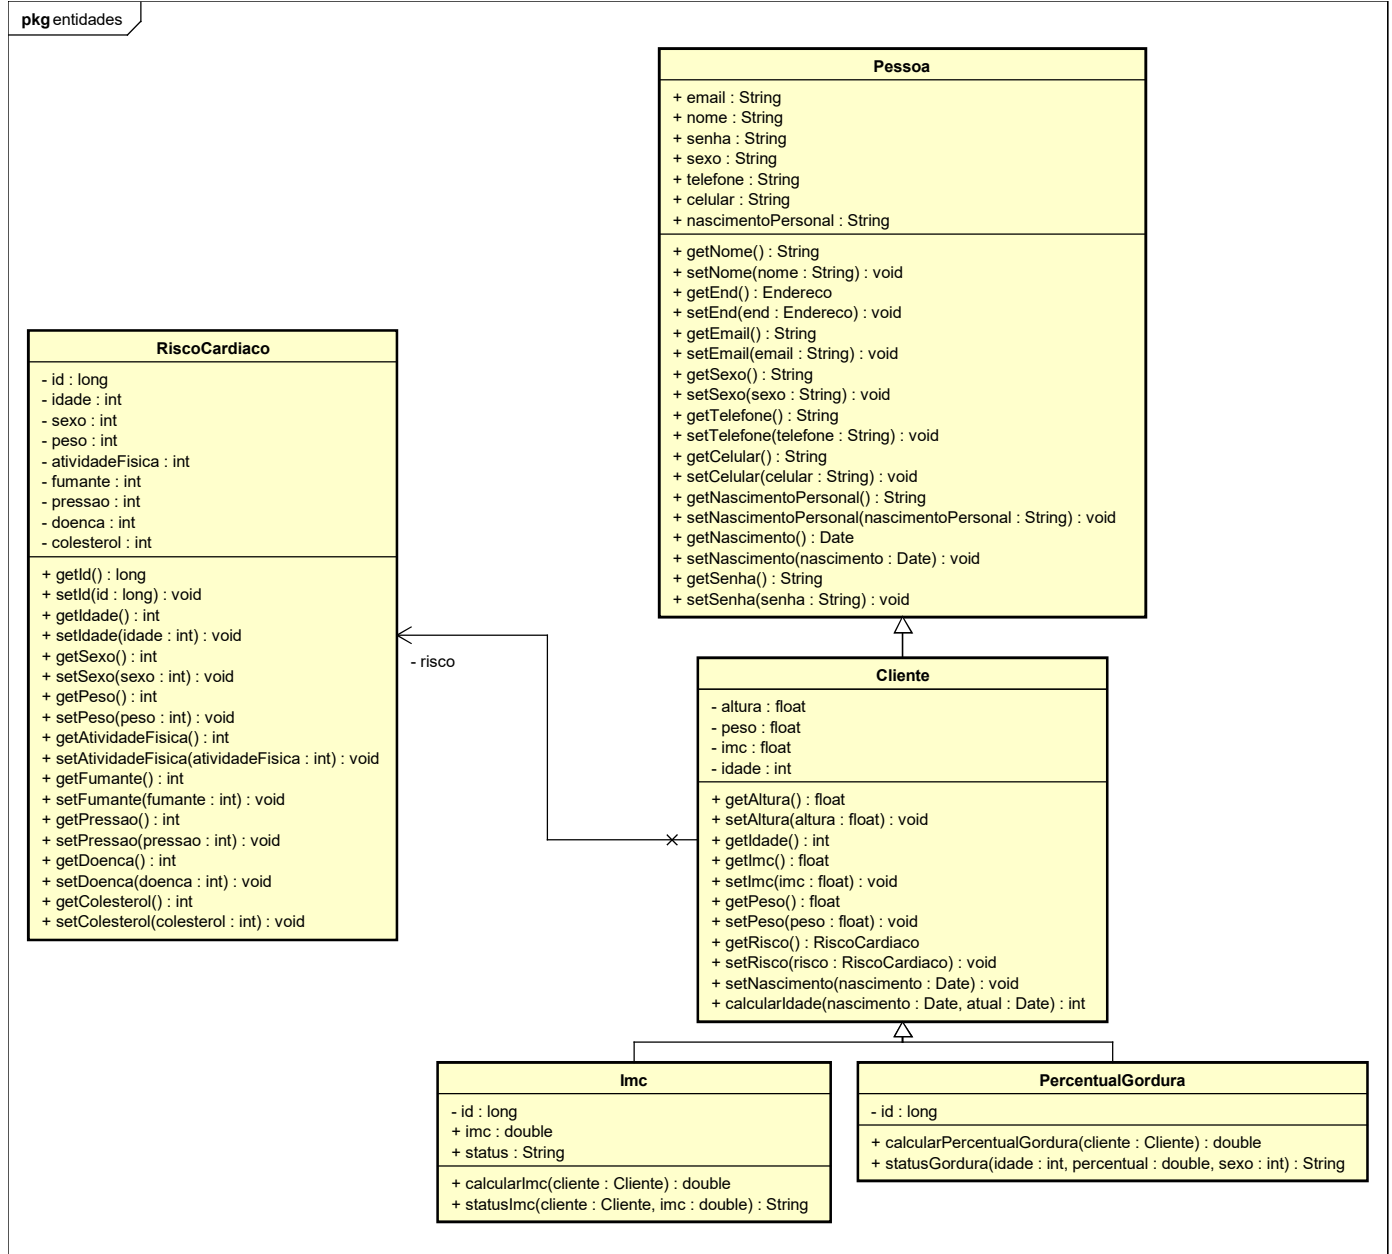 pkg entidades
Pessoa
+ email : String
+ nome : String
+ senha : String
+ sexo : String
+ telefone : String
+ celular : String
+ nascimentoPersonal : String
+ getNome() : String
+ setNome(nome : String) : void
+ getEnd() : Endereco
+ setEnd(end : Endereco) : void
+ getEmail() : String
+ setEmail(email : String) : void
+ getSexo() : String
+ setSexo(sexo : String) : void
+ getTelefone() : String
+ setTelefone(telefone : String) : void
+ getCelular() : String
+ setCelular(celular : String) : void
+ getNascimentoPersonal() : String
+ setNascimentoPersonal(nascimentoPersonal : String) : void
+ getNascimento() : Date
+ setNascimento(nascimento : Date) : void
+ getSenha() : String
+ setSenha(senha : String) : void
RiscoCardiaco
- id : long
- idade : int
- sexo : int
- peso : int
- atividadeFisica : int
- fumante : int
- pressao : int
- doenca : int
- colesterol : int
+ getId() : long
+ setId(id : long) : void
+ getIdade() : int
+ setIdade(idade : int) : void
+ getSexo() : int
+ setSexo(sexo : int) : void
+ getPeso() : int
+ setPeso(peso : int) : void
+ getAtividadeFisica() : int
+ setAtividadeFisica(atividadeFisica : int) : void
+ getFumante() : int
+ setFumante(fumante : int) : void
+ getPressao() : int
+ setPressao(pressao : int) : void
+ getDoenca() : int
+ setDoenca(doenca : int) : void
+ getColesterol() : int
+ setColesterol(colesterol : int) : void
- risco
Cliente
- altura : float
- peso : float
- imc : float
- idade : int
+ getAltura() : float
+ setAltura(altura : float) : void
+ getIdade() : int
+ getImc() : float
+ setImc(imc : float) : void
+ getPeso() : float
+ setPeso(peso : float) : void
+ getRisco() : RiscoCardiaco
+ setRisco(risco : RiscoCardiaco) : void
+ setNascimento(nascimento : Date) : void
+ calcularIdade(nascimento : Date, atual : Date) : int
Imc
- id : long
+ imc : double
+ status : String
+ calcularImc(cliente : Cliente) : double
+ statusImc(cliente : Cliente, imc : double) : String
PercentualGordura
- id : long
+ calcularPercentualGordura(cliente : Cliente) : double
+ statusGordura(idade : int, percentual : double, sexo : int) : String